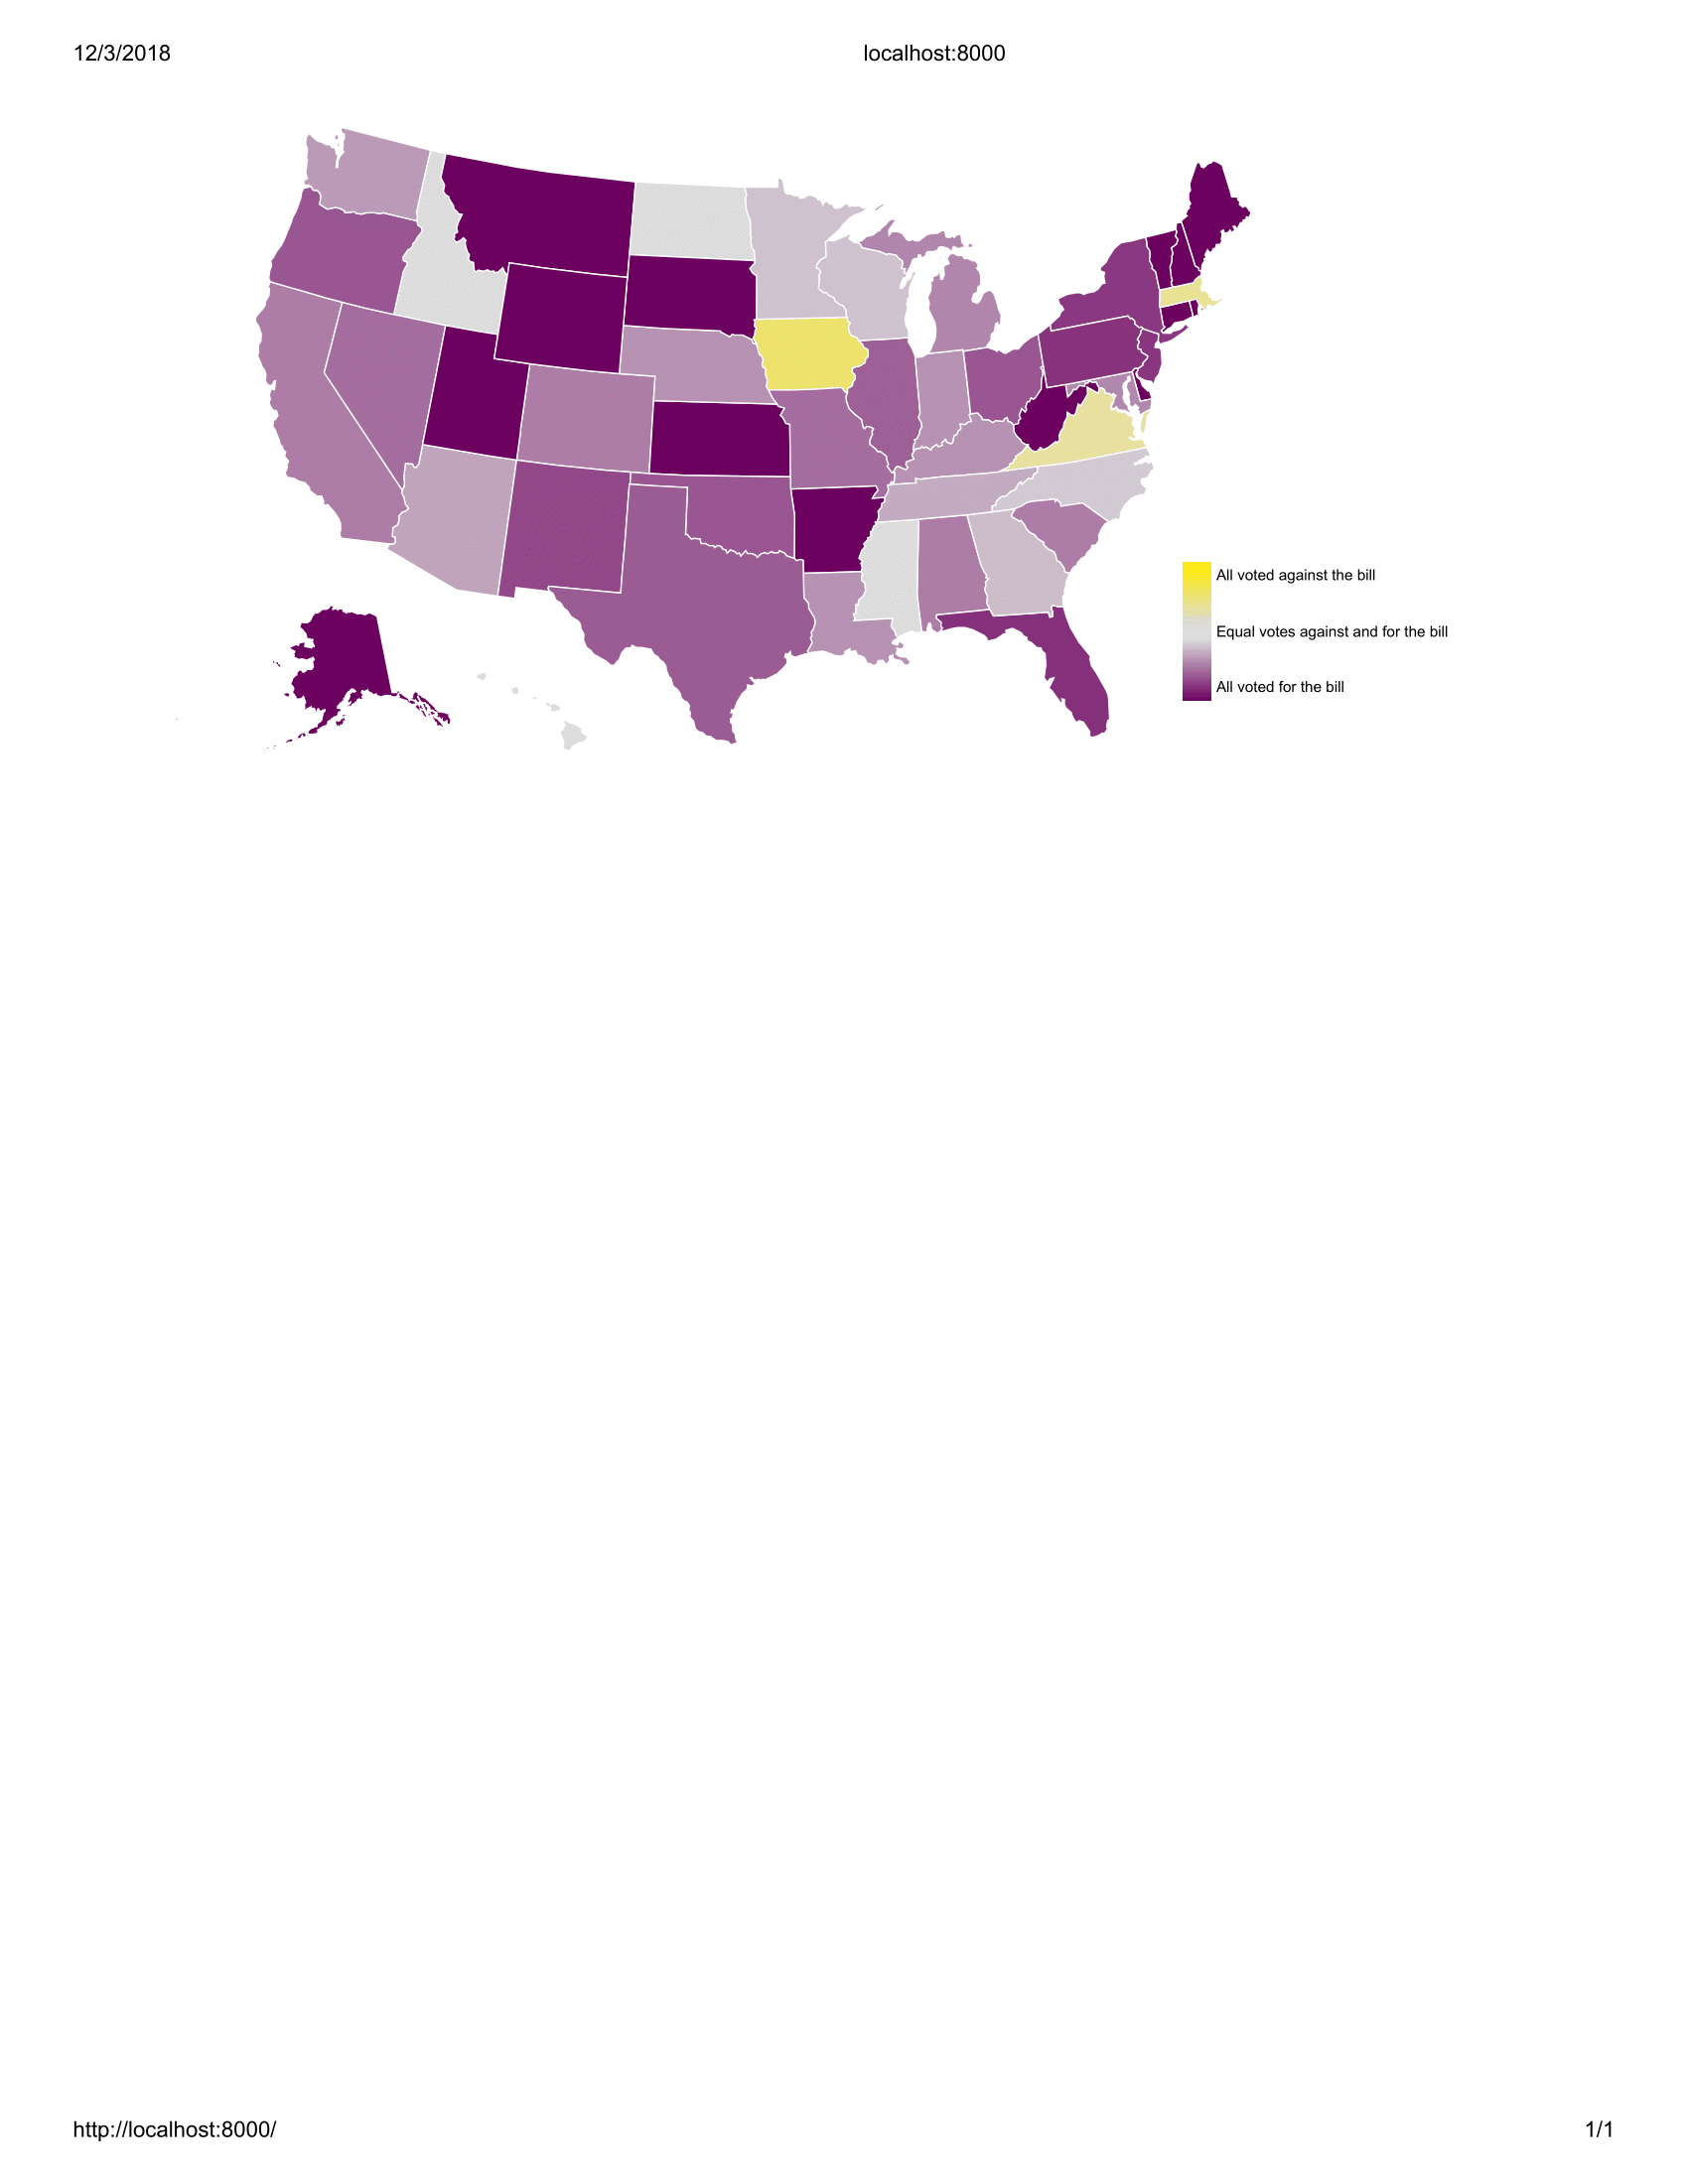 12/3/2018
localhost:8000
All voted against the bill
Equal votes against and for the bill
All voted for the bill
http://localhost:8000/
1/1